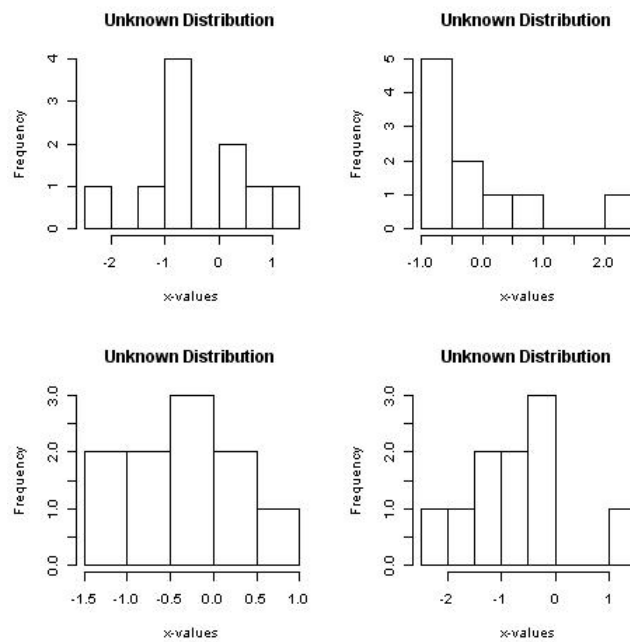 Unknown Distribution
Frequency
4
3
2
1
0
-2 -1 0 1
x-values
Unknown Distribution
Frequency
5
4
3
2
1
0
-1.0 0.0 1.0 2.0
x-values
Unknown Distribution
Frequency
3.0
2.0
1.0
0.0
-1.5 -1.0 -0.5 0.0 0.5 1.0
x-values
Unknown Distribution
Frequency
3.0
2.0
1.0
0.0
-2 -1 0 1
x-values